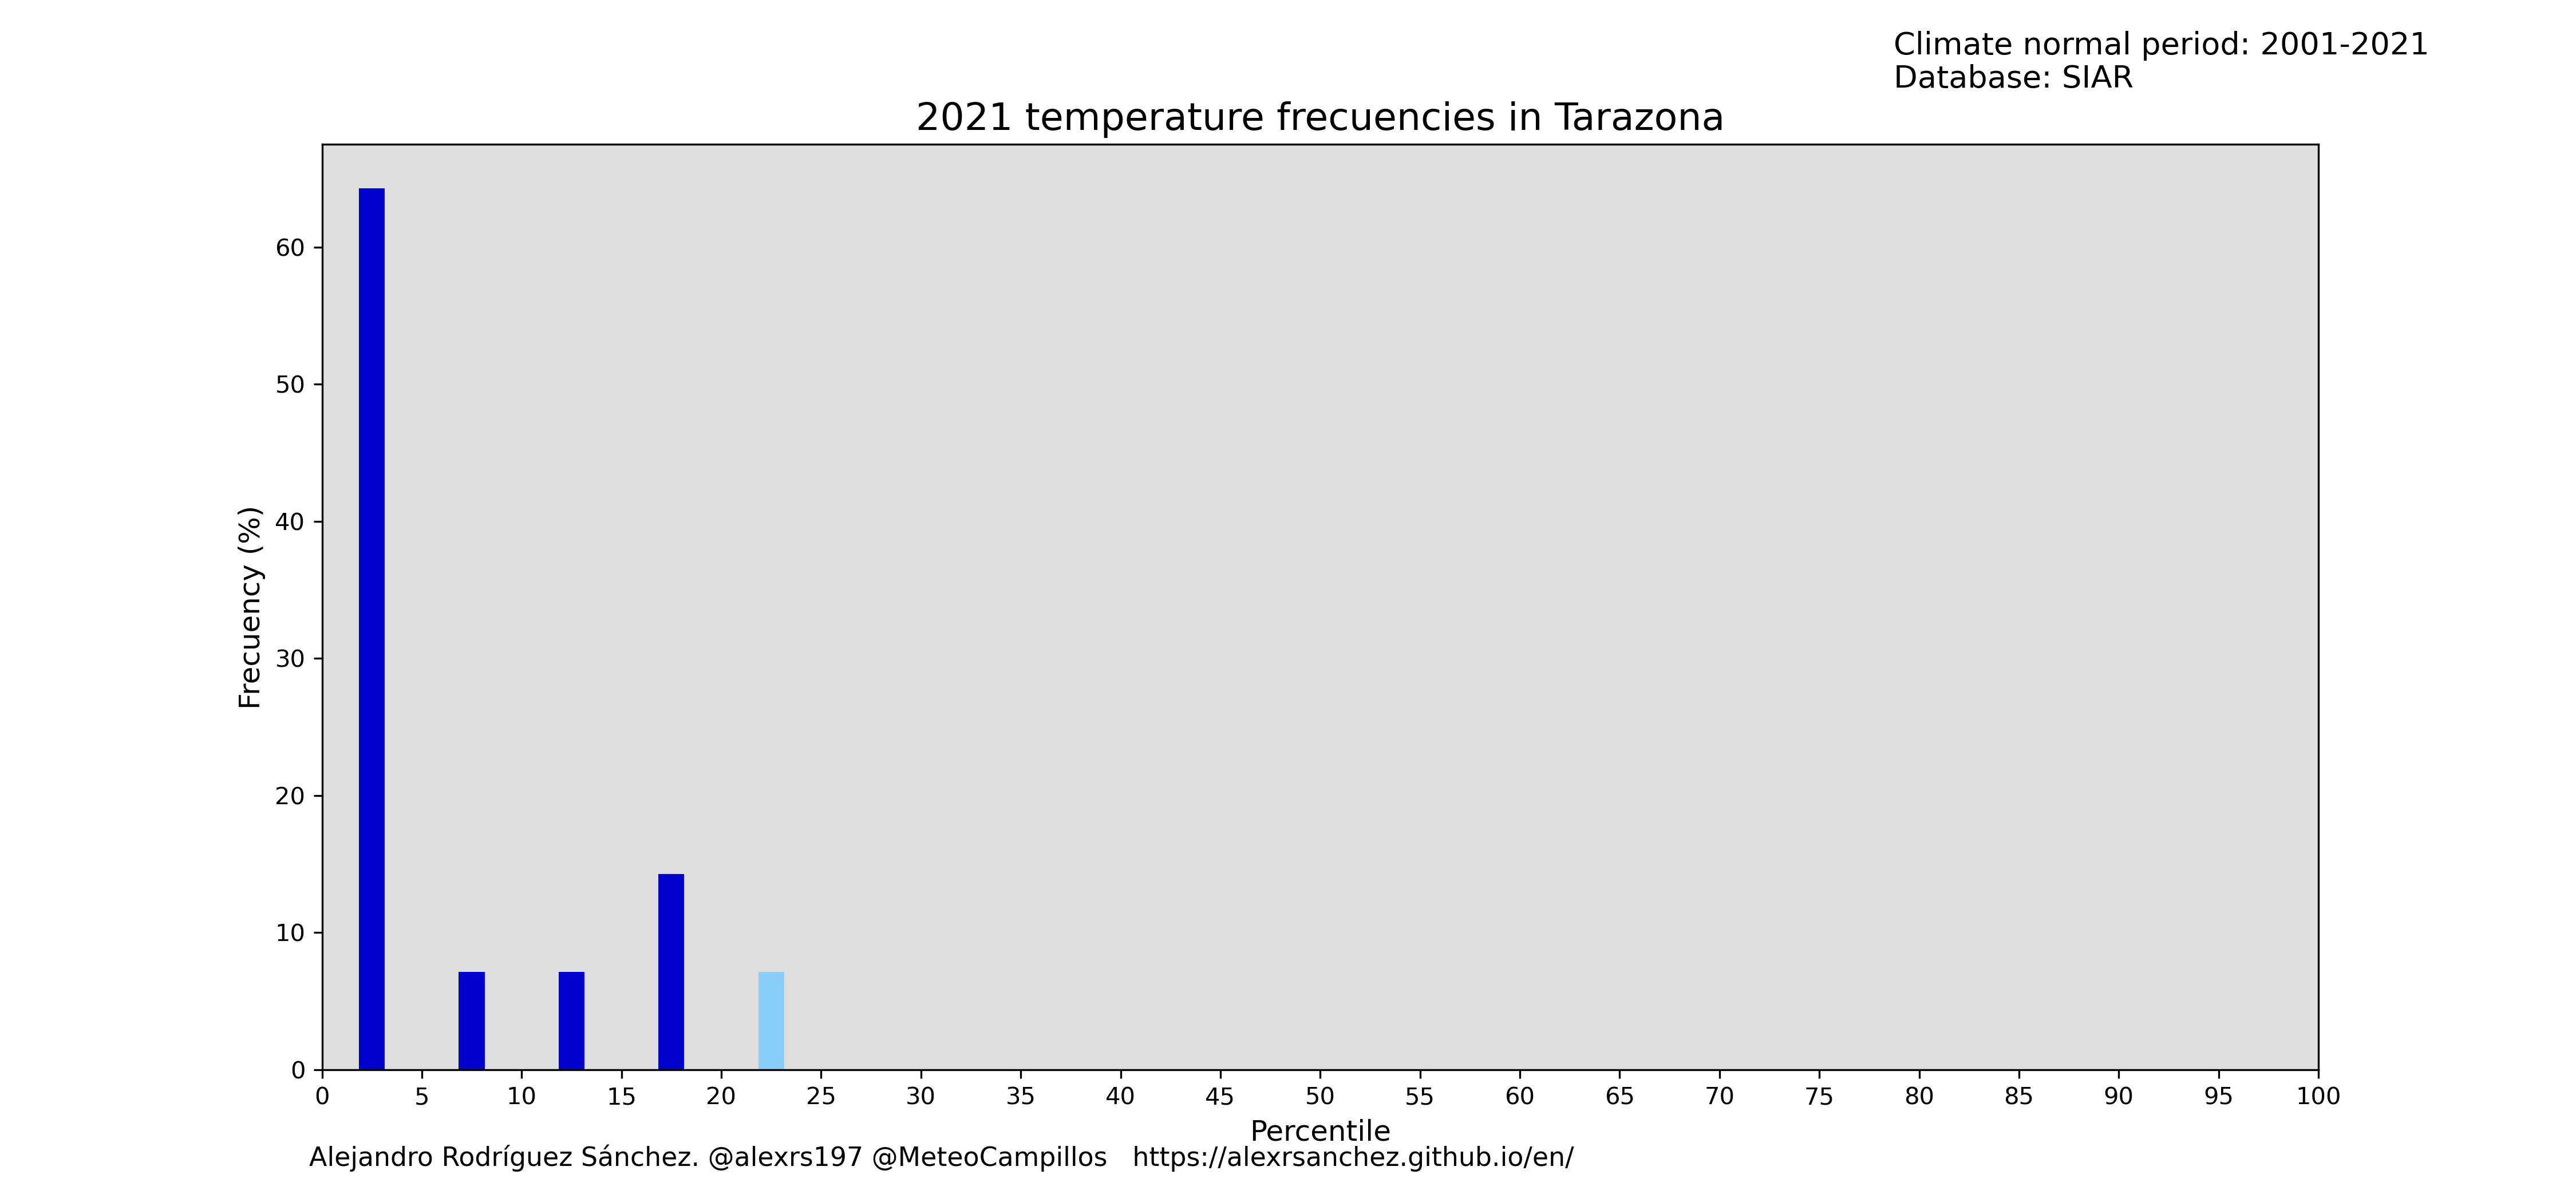 Climate normal period: 2001-2021
Database: SIAR
2021 temperature frecuencies in Tarazona
Frecuency (%)
60
50
40
30
20
10
0
0 5 10 15 20 25 30 35 40 45 50 55 60 65 70 75 80 85 90 95 100
Percentile
Alejandro Rodríguez Sánchez. @alexrs197 @MeteoCampillos https://alexrsanchez.github.io/en/